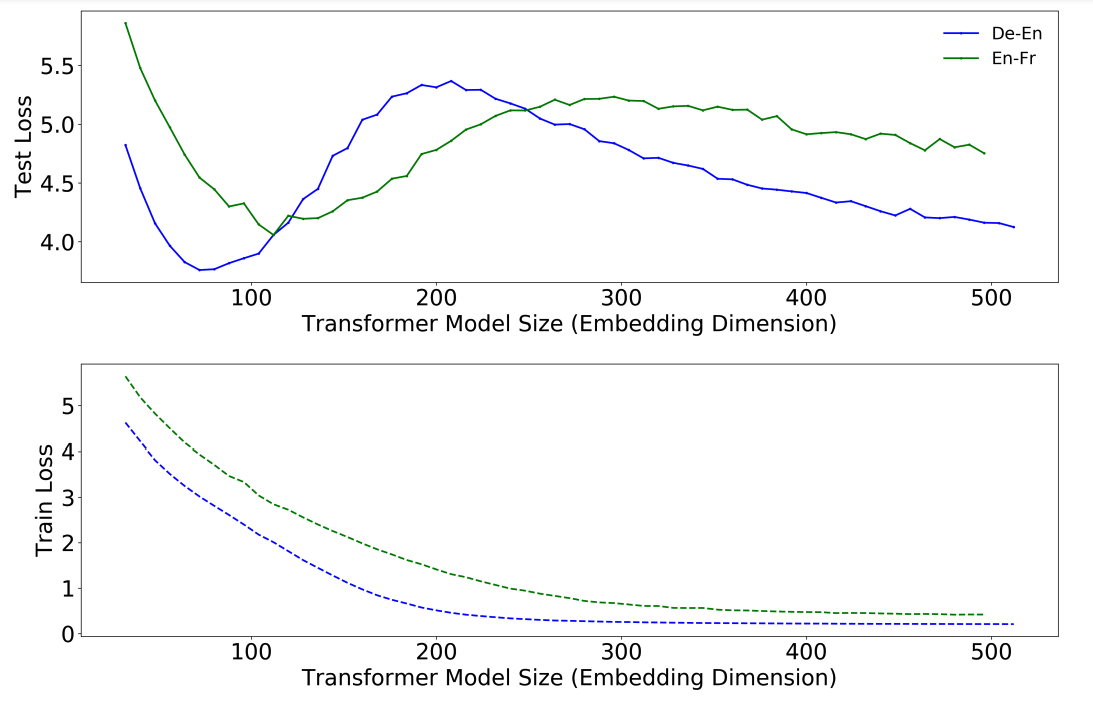 De-En
En-Fr
Test Loss
5.5
5.0
4.5
4.0
100 200 300 400 500
Transformer Model Size (Embedding Dimension)
Train Loss
5
4
3
2
1
0
100 200 300 400 500
Transformer Model Size (Embedding Dimension)